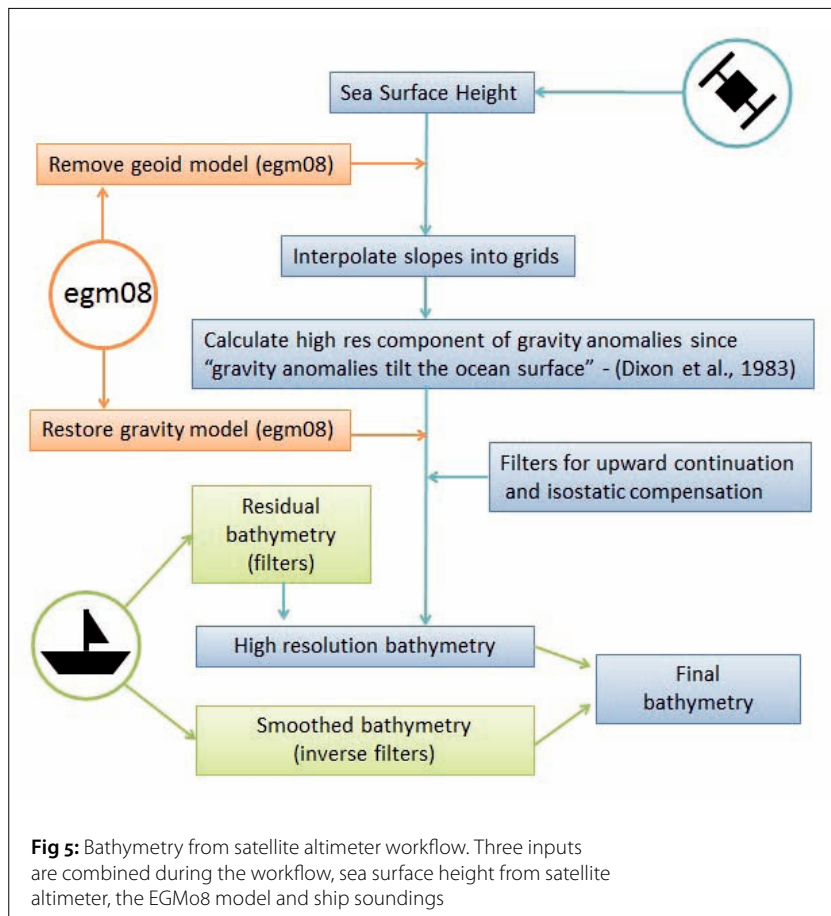 Sea Surface Height
Remove geoid model (egm08)
egm08
Interpolate slopes into grids
Calculate high res component of gravity anomalies since
"gravity anomalies tilt the ocean surface" - (Dixon et al., 1983)
Restore gravity model (egm08)
Filters for upward continuation
and isostatic compensation
Residual
bathymetry
(filters)
High resolution bathymetry
Final
bathymetry
Smoothed bathymetry
(inverse filters)
Fig 5: Bathymetry from satellite altimeter workflow. Three inputs
are combined during the workflow, sea surface height from satellite
altimeter, the EGM08 model and ship soundings